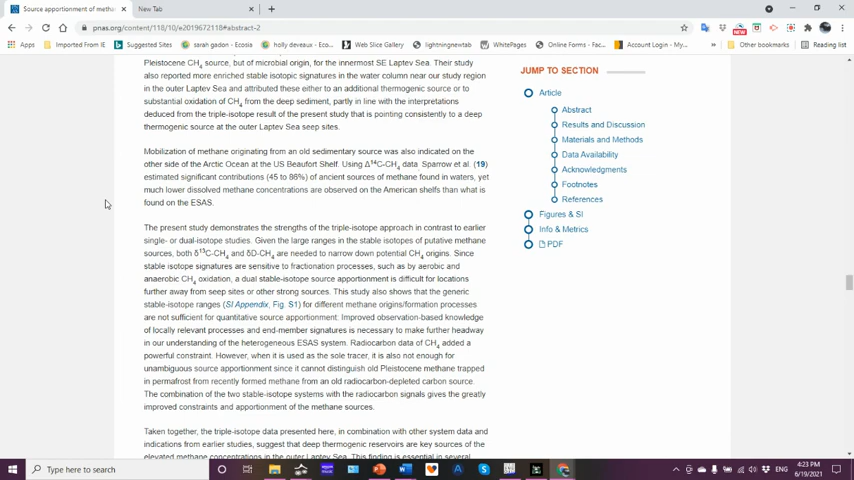 Source apportionment of metha
New Tab
pnas.org/content/118/10/e2019672118#abstract-2
Apps
Imported From IE
Suggested Sites
sarah gadon - Ecosia
holly deveaux - Eco...
Web Slice Gallery
lightningnewtab
WhitePages
Online Forms - Fac...
Account Login - My...
»
Other bookmarks
Reading list
Pleistocene CH4 source, but of microbial origin, for the innermost SE Laptev Sea. Their study
also reported more enriched stable isotopic signatures in the water column near our study region
in the outer Laptev Sea and attributed these either to an additional thermogenic source or to
substantial oxidation of CH4 from the deep sediment, partly in line with the interpretations
deduced from the triple-isotope result of the present study that is pointing consistently to a deep
thermogenic source at the outer Laptev Sea seep sites.
Mobilization of methane originating from an old sedimentary source was also indicated on the
other side of the Arctic Ocean at the US Beaufort Shelf. Using Δ14C-CH4 data, Sparrow et al. (19)
estimated significant contributions (45 to 86%) of ancient sources of methane found in waters, yet
much lower dissolved methane concentrations are observed on the American shelfs than what is
found on the ESAS.
The present study demonstrates the strengths of the triple-isotope approach in contrast to earlier
single- or dual-isotope studies. Given the large ranges in the stable isotopes of putative methane
sources, both δ13C-CH4 and δD-CH4 are needed to narrow down potential CH4 origins. Since
stable isotope signatures are sensitive to fractionation processes, such as by aerobic and
anaerobic CH4 oxidation, a dual stable-isotope source apportionment is difficult for locations
further away from seep sites or other strong sources. This study also shows that the generic
stable-isotope ranges (SI Appendix, Fig. S1) for different methane origins/formation processes
are not sufficient for quantitative source apportionment: Improved observation-based knowledge
of locally relevant processes and end-member signatures is necessary to make further headway
in our understanding of the heterogeneous ESAS system. Radiocarbon data of CH4 added a
powerful constraint. However, when it is used as the sole tracer, it is also not enough for
unambiguous source apportionment since it cannot distinguish old Pleistocene methane trapped
in permafrost from recently formed methane from an old radiocarbon-depleted carbon source.
The combination of the two stable-isotope systems with the radiocarbon signals gives the greatly
improved constraints and apportionment of the methane sources.
Taken together, the triple-isotope data presented here, in combination with other system data and
indications from earlier studies, suggest that deep thermogenic reservoirs are key sources of the
elevated methane concentrations in the outer Laptev Sea. This finding is essential in several
JUMP TO SECTION
Article
Abstract
Results and Discussion
Materials and Methods
Data Availability
Acknowledgments
Footnotes
References
Figures & SI
Info & Metrics
PDF
Type here to search
ENG
4:23 PM
6/19/2021